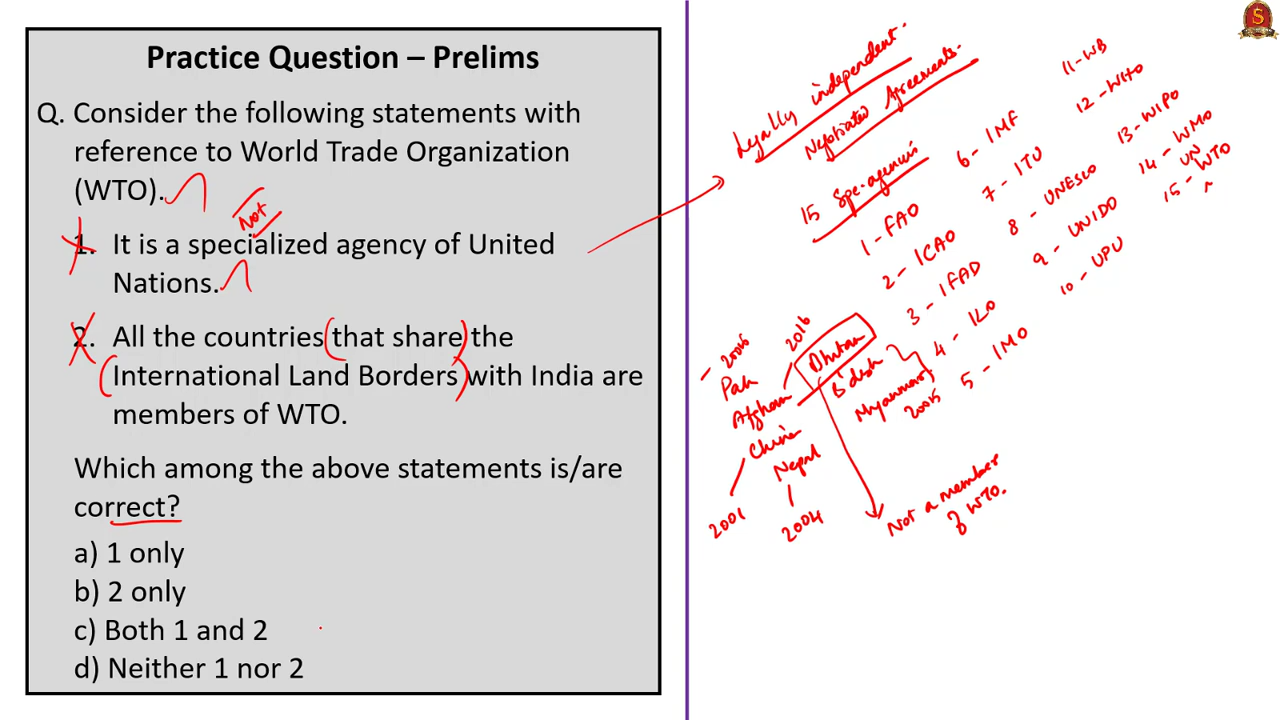 Practice Question – Prelims
Q. Consider the following statements with
reference to World Trade Organization
(WTO).
Not
1. It is a specialized agency of United
Nations.
2. All the countries (that share) the
(International Land Borders) with India are
members of WTO.
Which among the above statements is/are
correct?
a) 1 only
b) 2 only
c) Both 1 and 2
d) Neither 1 nor 2
Legally independent.
Negotiated Agreements.
15 Spe. agencies
1 - FAO
2 - ICAO
3 - IFAD
4 - ILO
5 - IMO
6 - IMF
7 - ITU
8 - UNESCO
9 - UNIDO
10 - UPU
11 - WB
12 - WHO
13 - WIPO
14 - WMO
UN
15 - WTO
Pak
Afghan - 2016
China
2001
Nepal
2004
Bhutan
B'desh
Myanmar
Not a member
of WTO.
S